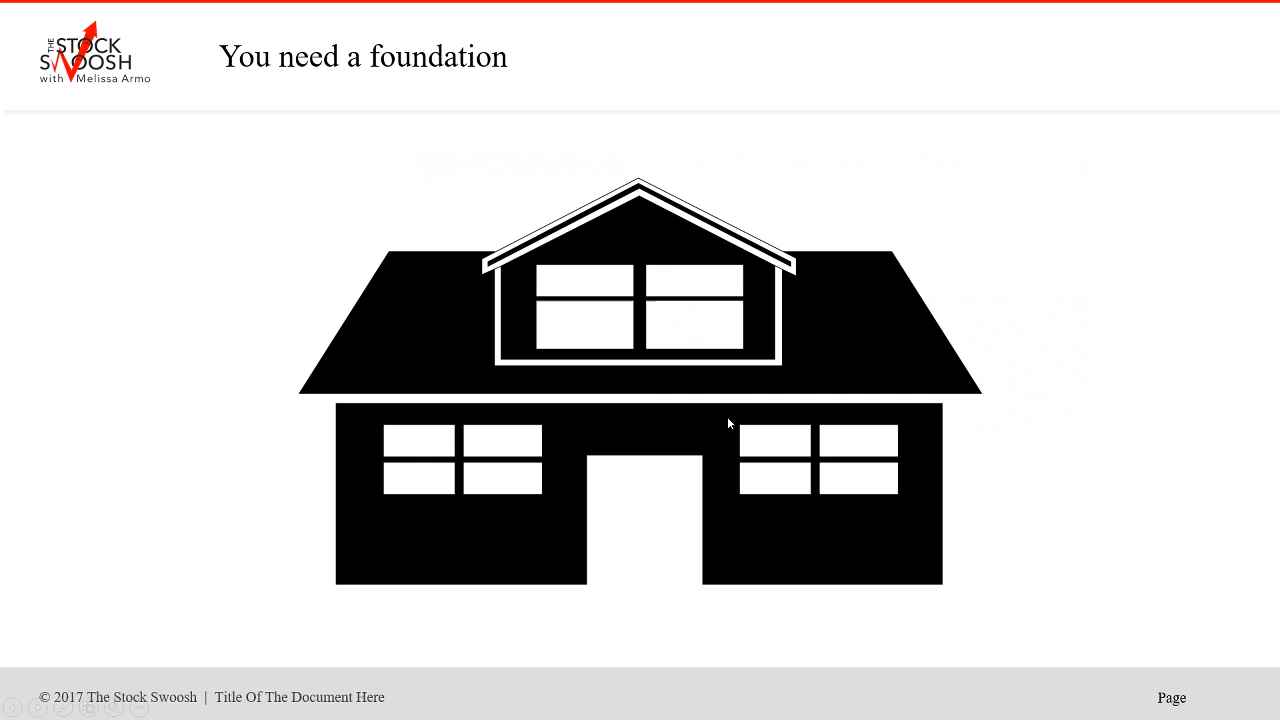 THE STOCK
SWOOSH
with Melissa Armo
You need a foundation
© 2017 The Stock Swoosh | Title Of The Document Here
Page